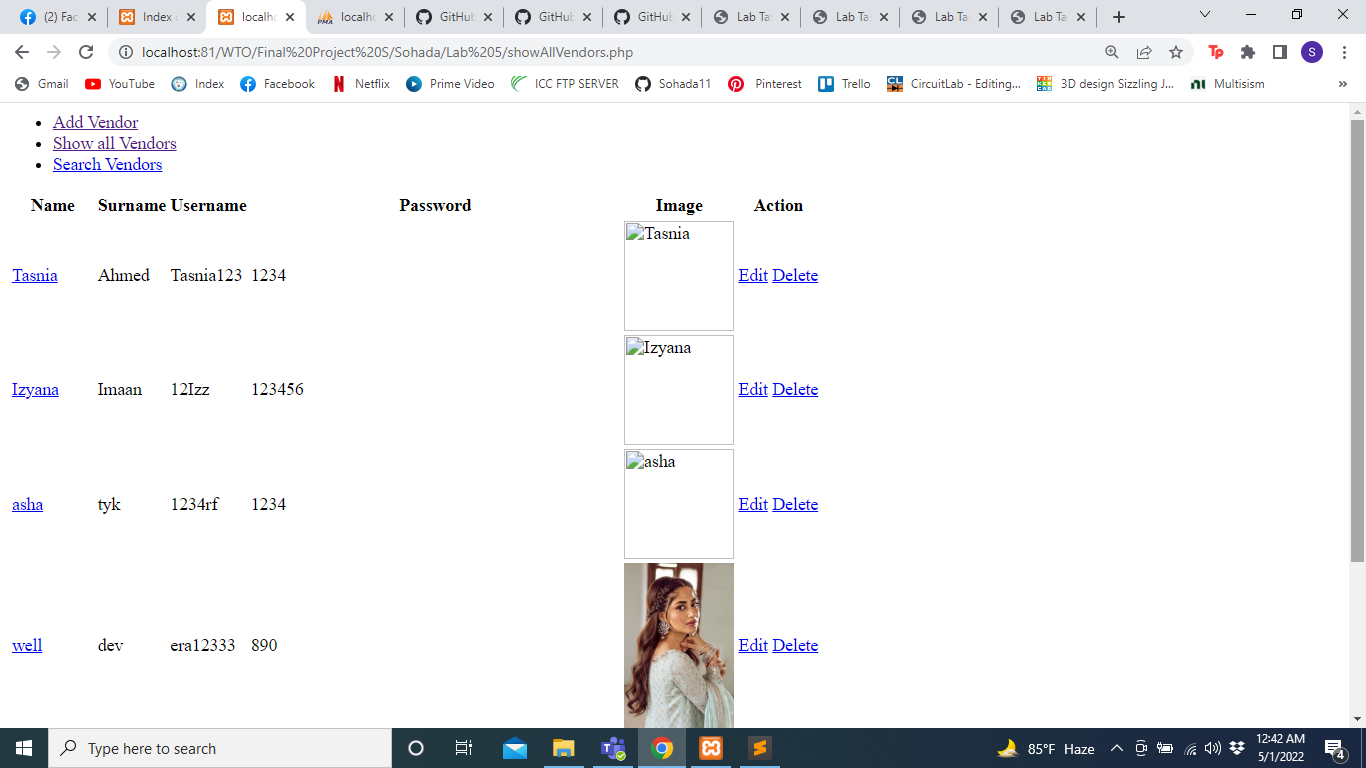 (2) Fac
Index o
localho
localho
GitHub
GitHub
GitHub
Lab Tas
Lab Tas
Lab Tas
Lab Ta
localhost:81/WTO/Final%20Project%20S/Sohada/Lab%205/showAllVendors.php
Tp
S
Gmail
YouTube
Index
Facebook
Netflix
Prime Video
ICC FTP SERVER
Sohada11
Pinterest
Trello
CircuitLab - Editing...
3D design Sizzling J...
Multisism
»
Add Vendor
Show all Vendors
Search Vendors
Name Surname Username Password Image Action
Tasnia Ahmed Tasnia123 1234 Tasnia Edit Delete
Izyana Imaan 12Izz 123456 Izyana Edit Delete
asha tyk 1234rf 1234 asha Edit Delete
well dev era12333 890 Edit Delete
Type here to search
85°F Haze
12:42 AM
5/1/2022
4